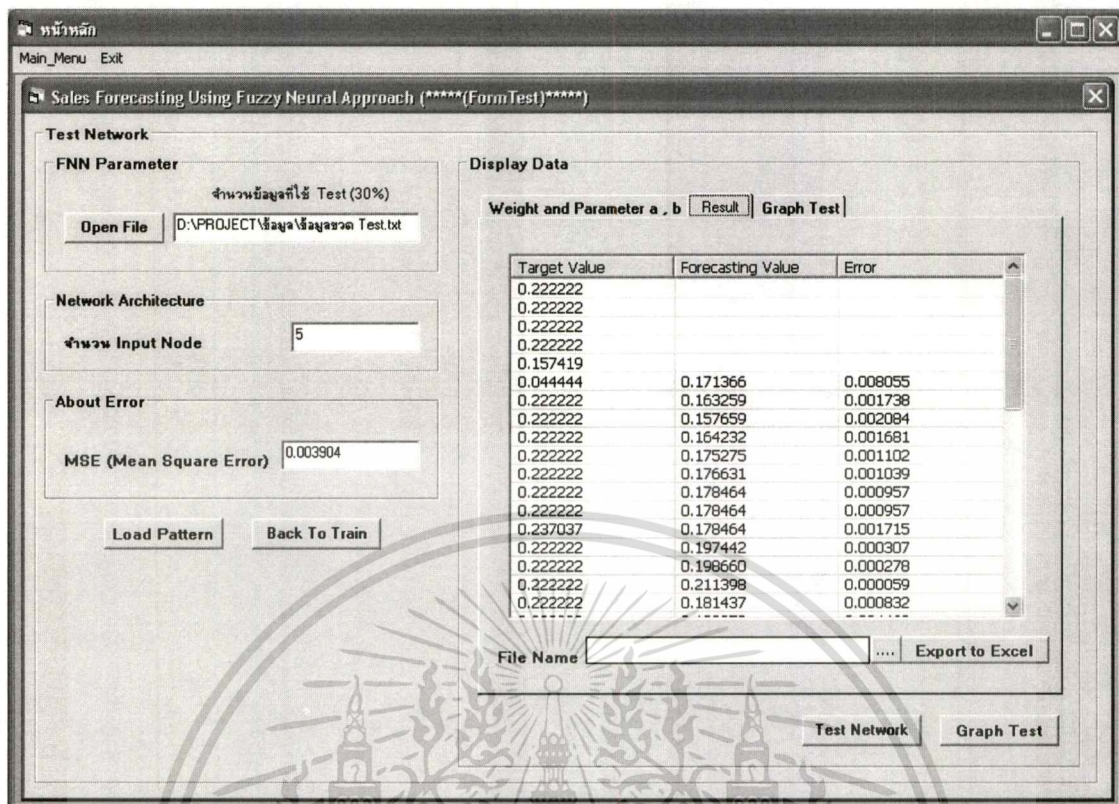 หน้าหลัก
Main_Menu Exit
Sales Forecasting Using Fuzzy Neural Approach (*****(FormTest)*****)
Test Network
FNN Parameter
จำนวนข้อมูลที่ใช้ Test (30%)
Open File D:\PROJECT\ข้อมูล\ข้อมูลขวด Test.txt
Network Architecture
จำนวน Input Node 5
About Error
MSE (Mean Square Error) 0.003904
Load Pattern Back To Train
Display Data
Weight and Parameter a , b Result Graph Test
Target Value Forecasting Value Error
0.222222
0.222222
0.222222
0.222222
0.157419
0.044444 0.171366 0.008055
0.222222 0.163259 0.001738
0.222222 0.157659 0.002084
0.222222 0.164232 0.001681
0.222222 0.175275 0.001102
0.222222 0.176631 0.001039
0.222222 0.178464 0.000957
0.222222 0.178464 0.000957
0.237037 0.178464 0.001715
0.222222 0.197442 0.000307
0.222222 0.198660 0.000278
0.222222 0.211398 0.000059
0.222222 0.181437 0.000832
File Name .... Export to Excel
Test Network Graph Test